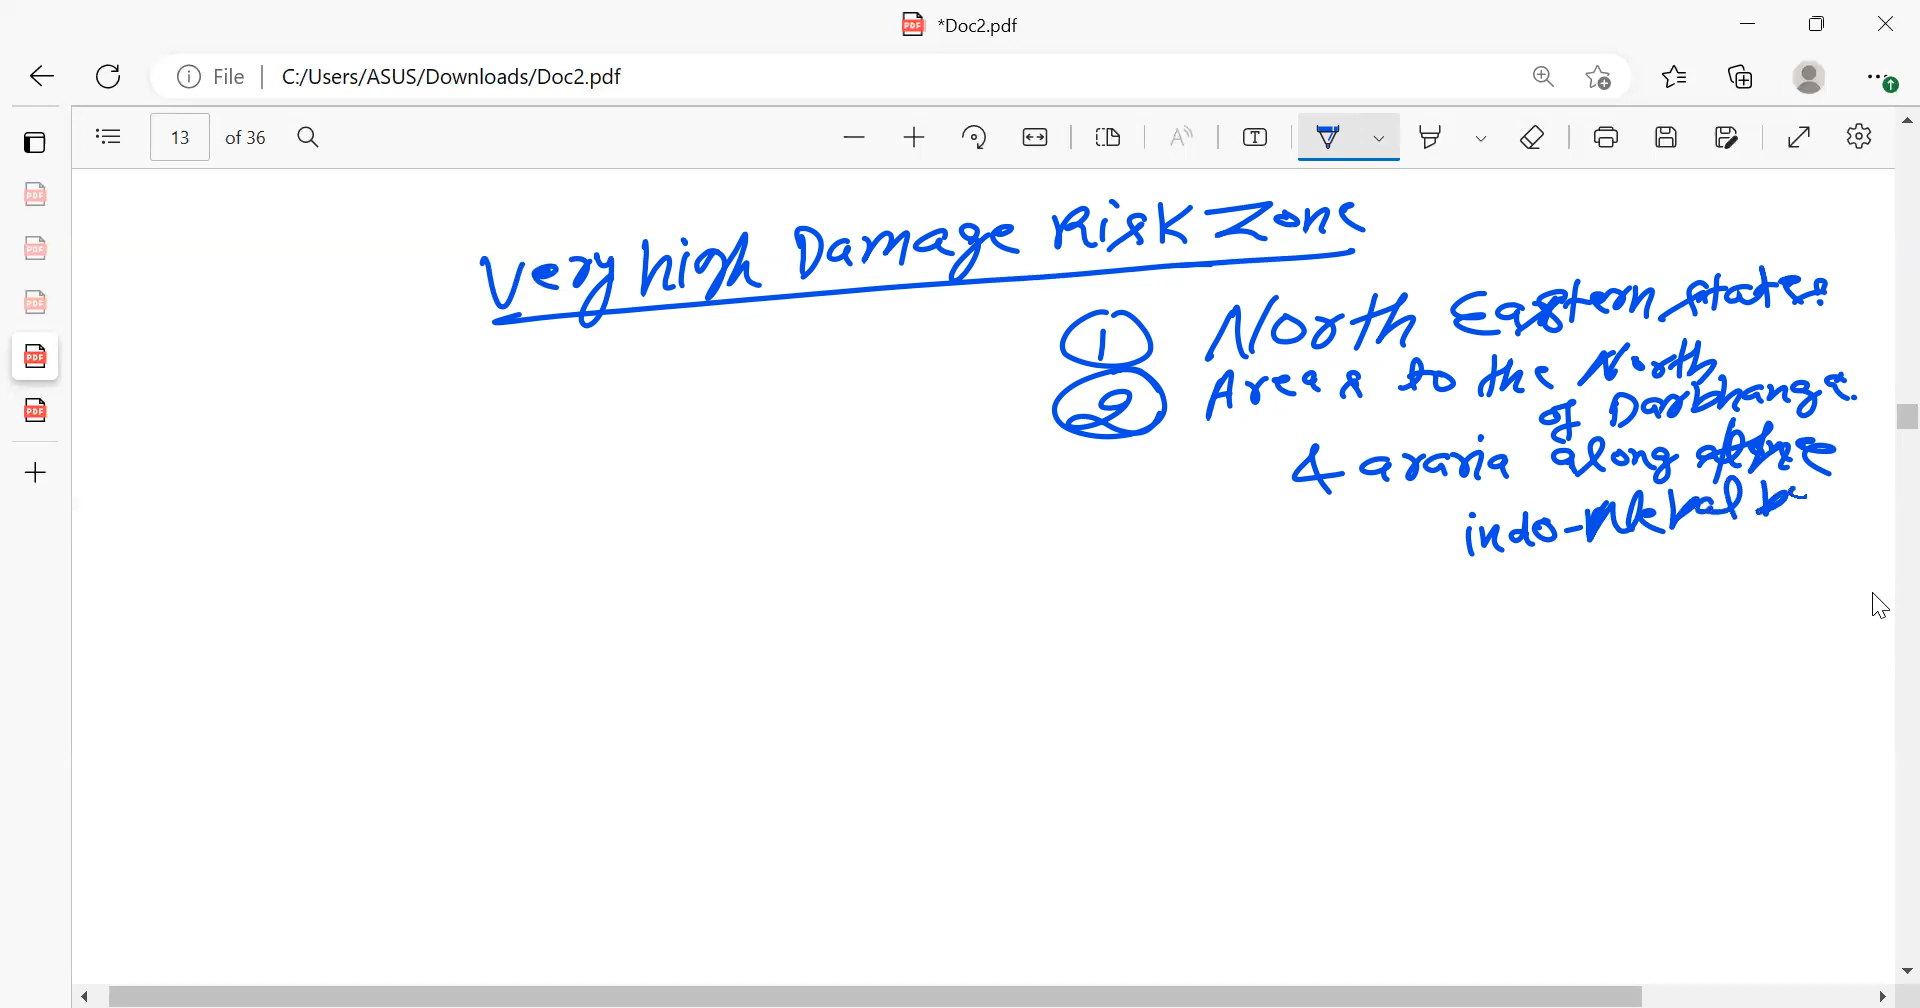 *Doc2.pdf
File C:/Users/ASUS/Downloads/Doc2.pdf
13 of 36
Very high Damage Risk Zone
1 North Eastern states
2 Areas to the North
of Darbhanga
& araria along the
indo-Nepal